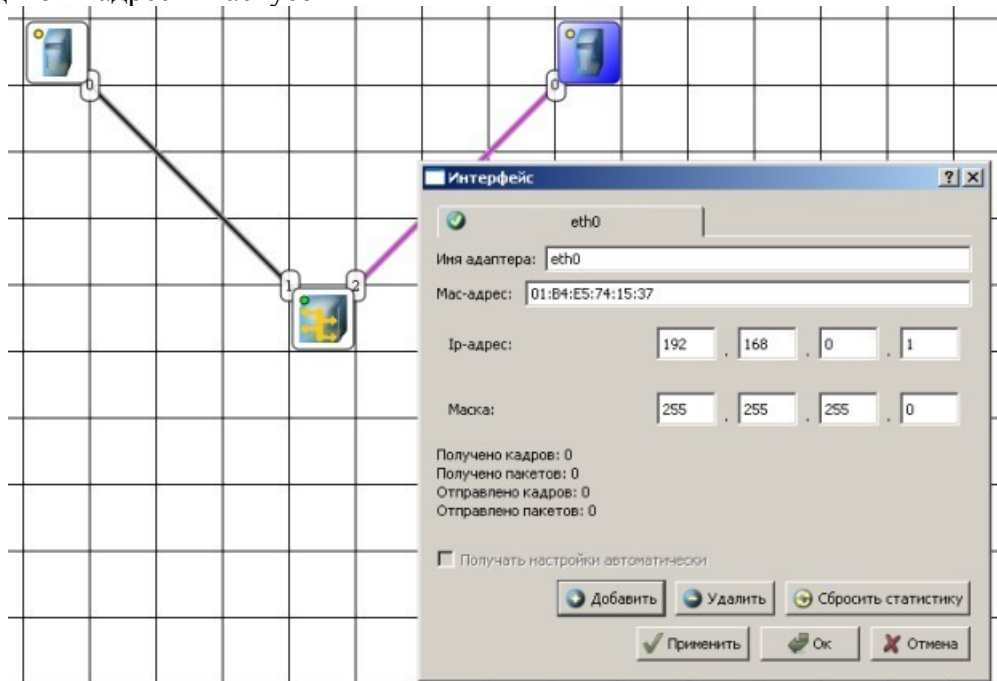 0
0
1
2
Интерфейс
eth0
Имя адаптера: eth0
Mac-адрес: 01:B4:E5:74:15:37
Ip-адрес: 192 . 168 . 0 . 1
Маска: 255 . 255 . 255 . 0
Получено кадров: 0
Получено пакетов: 0
Отправлено кадров: 0
Отправлено пакетов: 0
Получать настройки автоматически
Добавить Удалить Сбросить статистику
Применить Ок Отмена